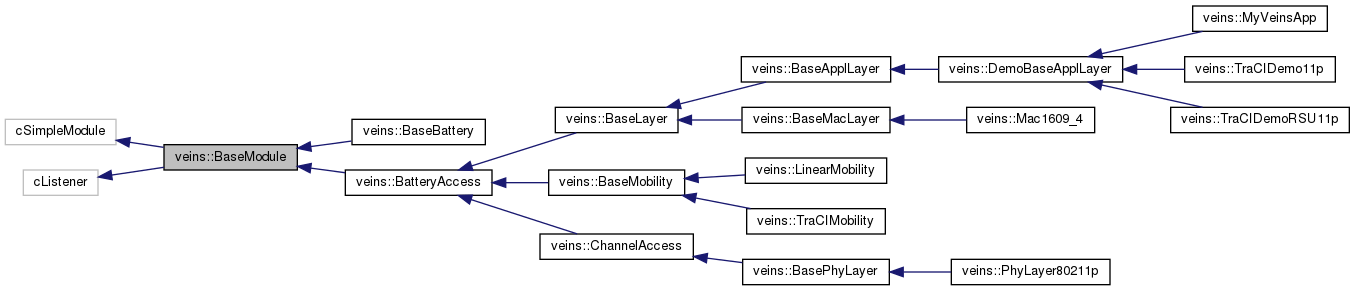 veins::MyVeinsApp
veins::BaseApplLayer
veins::DemoBaseApplLayer
veins::TraCIDemo11p
cSimpleModule
veins::BaseBattery
veins::BaseLayer
veins::BaseMacLayer
veins::Mac1609_4
veins::TraCIDemoRSU11p
veins::BaseModule
cListener
veins::BatteryAccess
veins::BaseMobility
veins::LinearMobility
veins::TraCIMobility
veins::ChannelAccess
veins::BasePhyLayer
veins::PhyLayer80211p